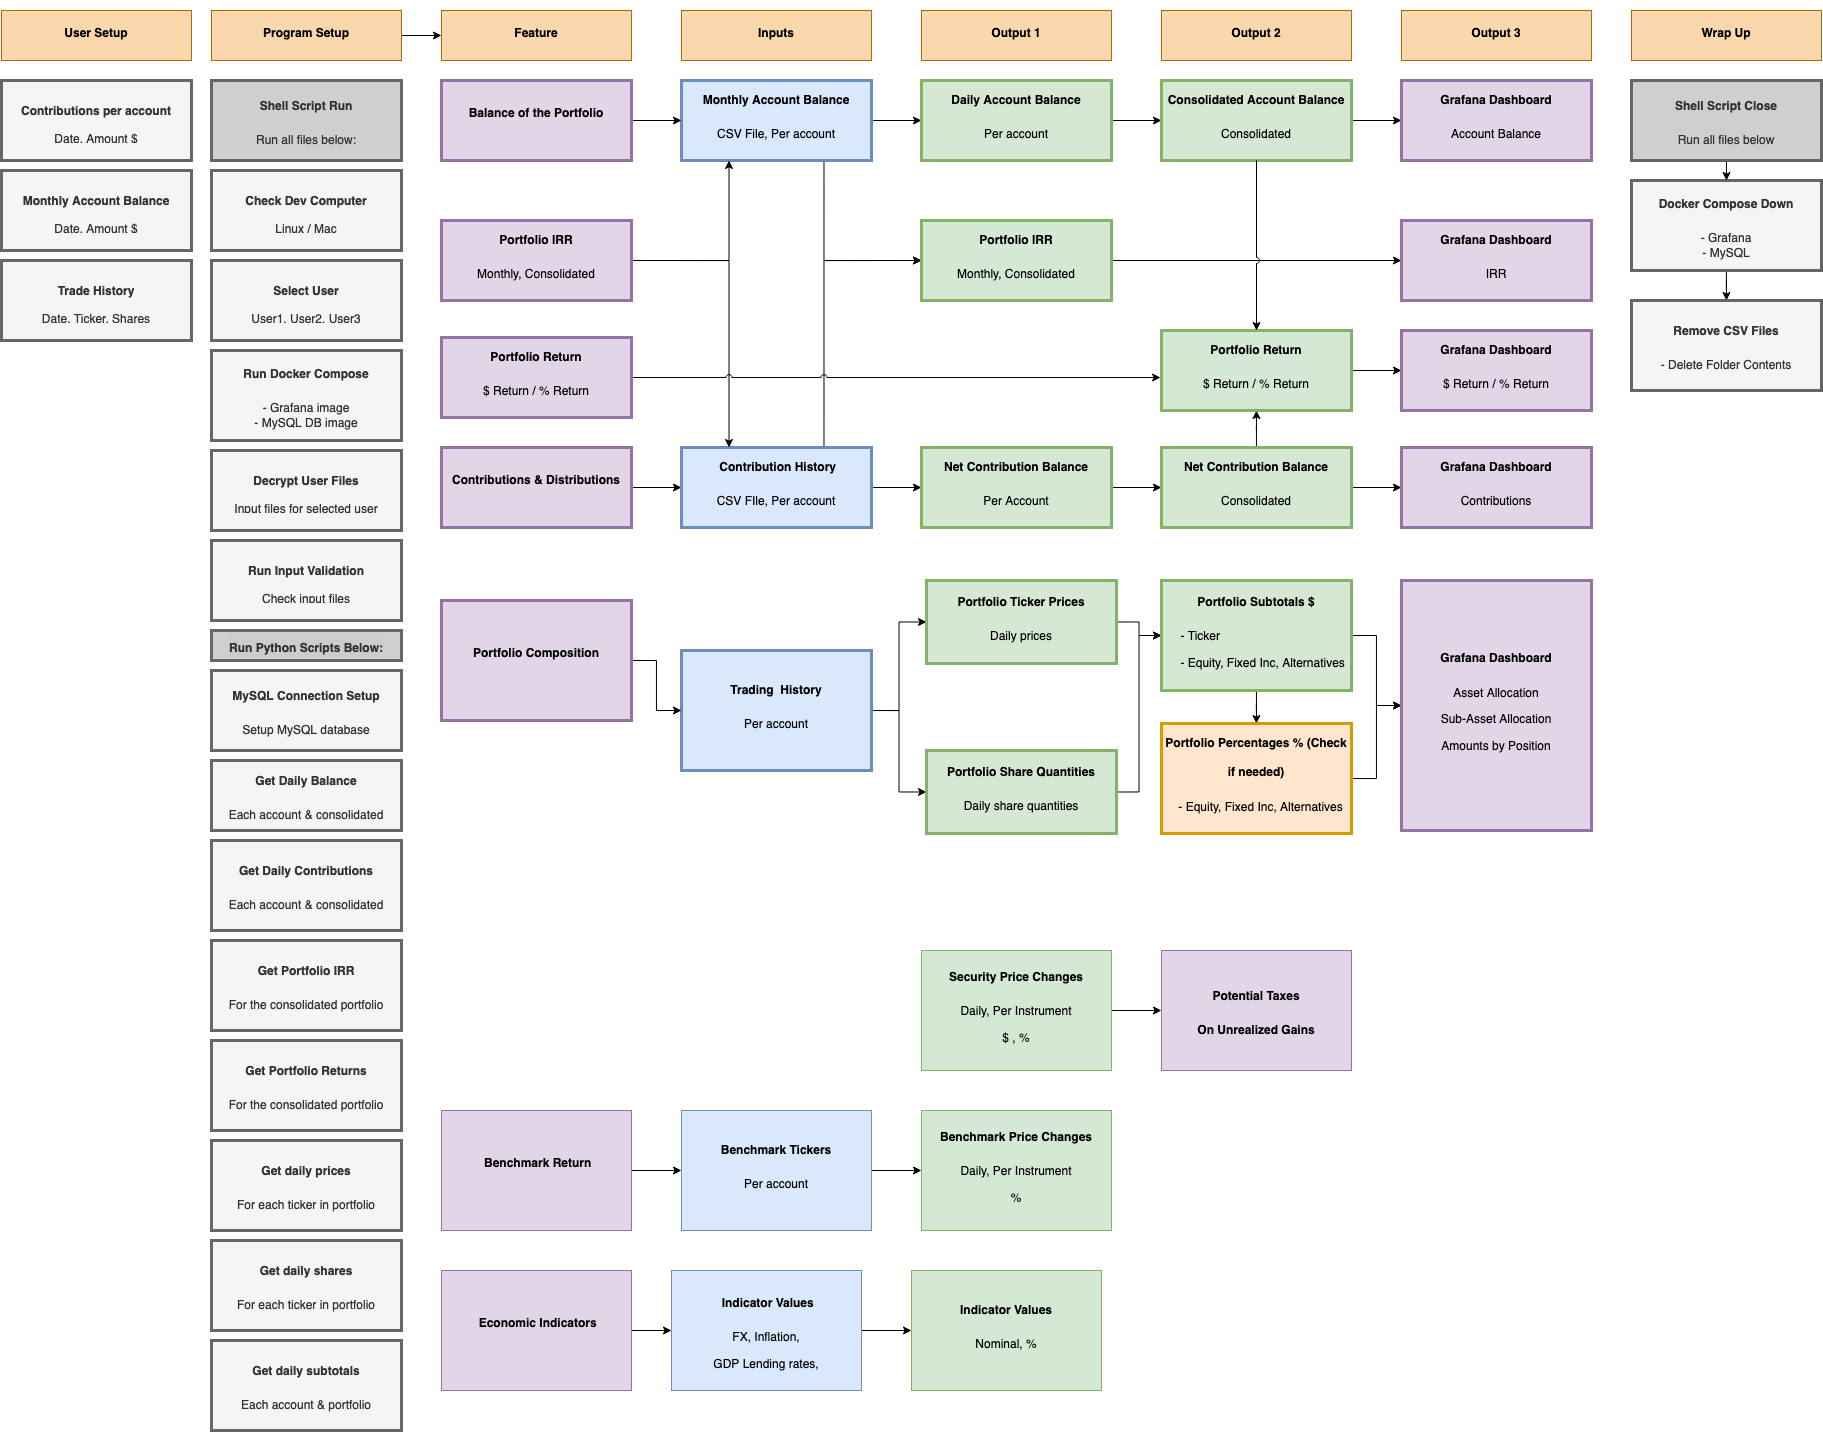 User Setup
Program Setup
Feature
Inputs
Output 1
Output 2
Output 3
Wrap Up
Contributions per account
Date. Amount $
Monthly Account Balance
Date. Amount $
Trade History
Date. Ticker. Shares
Shell Script Run
Run all files below:
Check Dev Computer
Linux / Mac
Select User
User1. User2. User3
Run Docker Compose
- Grafana image
- MySQL DB image
Decrypt User Files
Input files for selected user
Run Input Validation
Check input files
Run Python Scripts Below:
MySQL Connection Setup
Setup MySQL database
Get Daily Balance
Each account & consolidated
Get Daily Contributions
Each account & consolidated
Get Portfolio IRR
For the consolidated portfolio
Get Portfolio Returns
For the consolidated portfolio
Get daily prices
For each ticker in portfolio
Get daily shares
For each ticker in portfolio
Get daily subtotals
Each account & portfolio
Balance of the Portfolio
Monthly Account Balance
CSV File, Per account
Daily Account Balance
Per account
Consolidated Account Balance
Consolidated
Grafana Dashboard
Account Balance
Portfolio IRR
Monthly, Consolidated
Portfolio IRR
Monthly, Consolidated
Grafana Dashboard
IRR
Portfolio Return
$ Return / % Return
Portfolio Return
$ Return / % Return
Grafana Dashboard
$ Return / % Return
Contributions & Distributions
Contribution History
CSV FIle, Per account
Net Contribution Balance
Per Account
Net Contribution Balance
Consolidated
Grafana Dashboard
Contributions
Portfolio Composition
Trading  History
Per account
Portfolio Ticker Prices
Daily prices
Portfolio Share Quantities
Daily share quantities
Portfolio Subtotals $
- Ticker
- Equity, Fixed Inc, Alternatives
Portfolio Percentages % (Check
if needed)
- Equity, Fixed Inc, Alternatives
Grafana Dashboard
Asset Allocation
Sub-Asset Allocation
Amounts by Position
Security Price Changes
Daily, Per Instrument
$ , %
Potential Taxes
On Unrealized Gains
Benchmark Return
Benchmark Tickers
Per account
Benchmark Price Changes
Daily, Per Instrument
%
Economic Indicators
Indicator Values
FX, Inflation,
GDP Lending rates,
Indicator Values
Nominal, %
Shell Script Close
Run all files below
Docker Compose Down
- Grafana
- MySQL
Remove CSV Files
- Delete Folder Contents